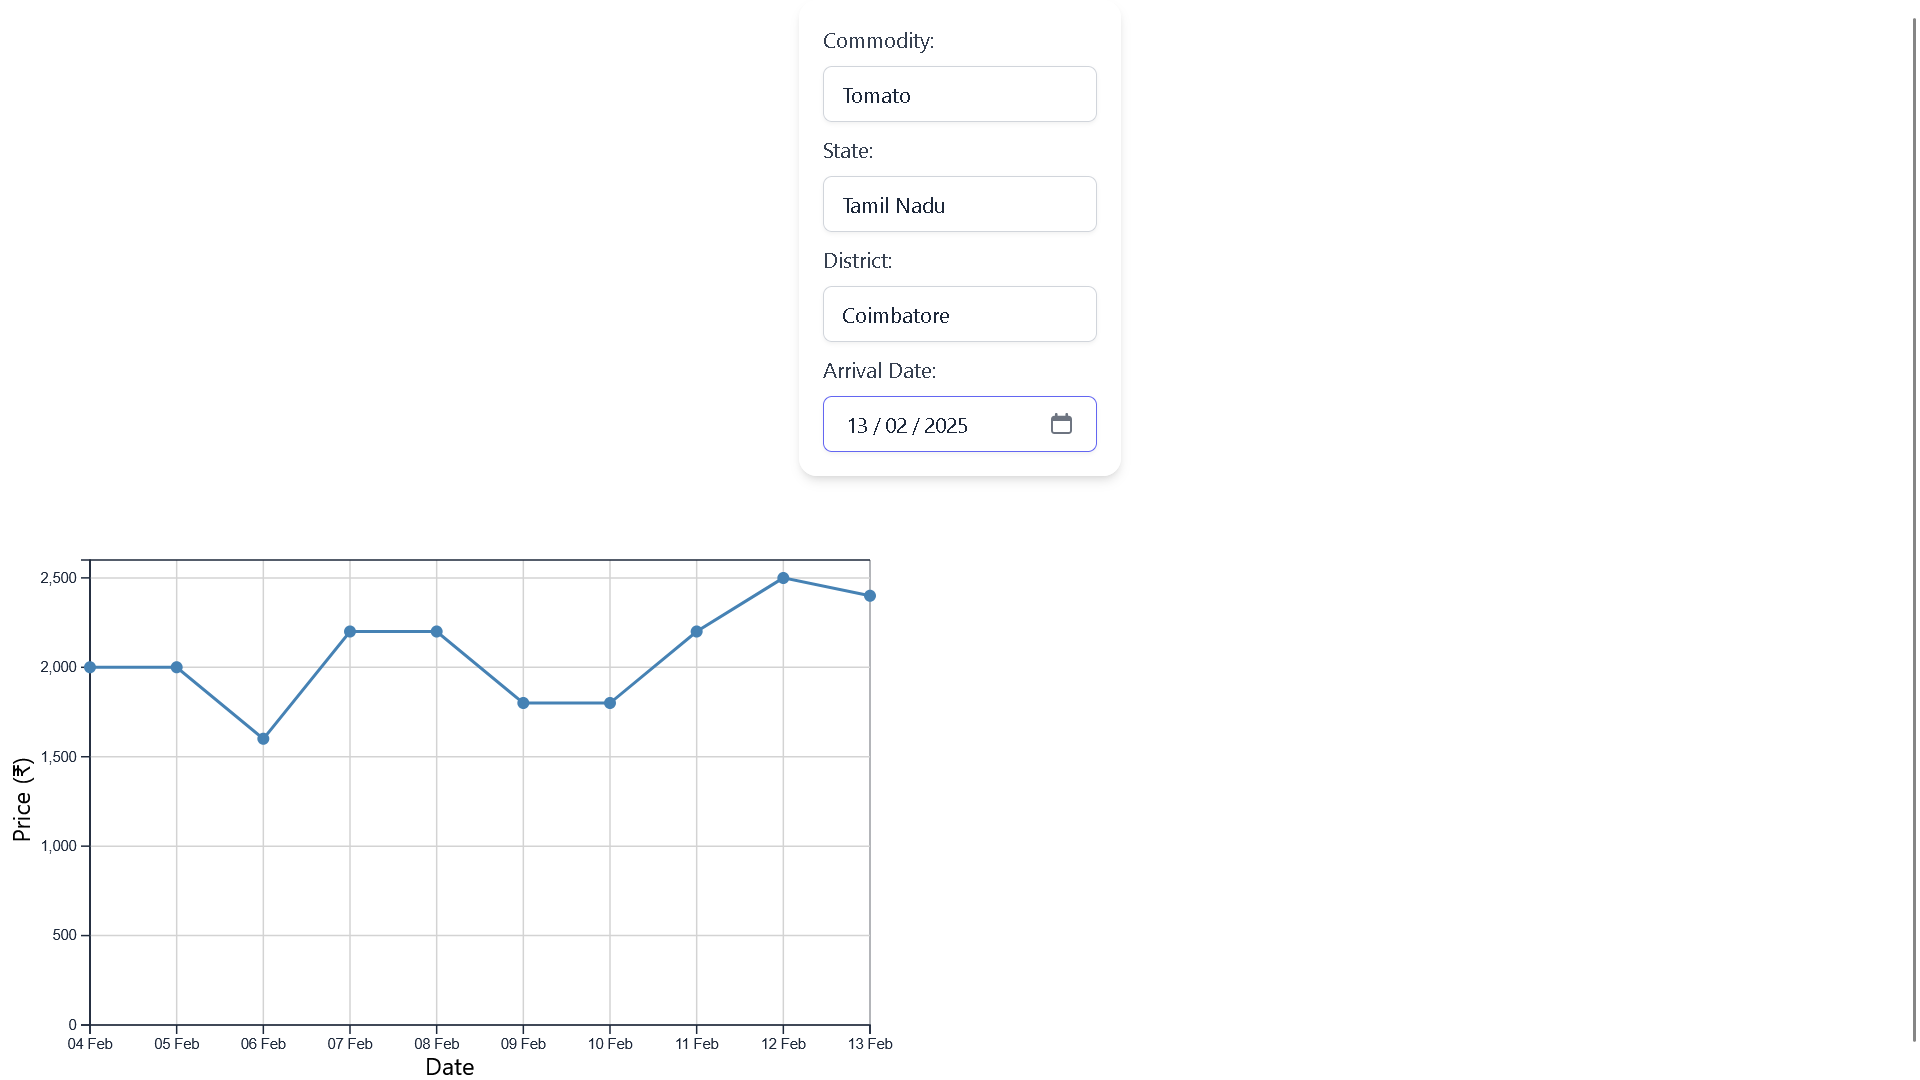 Commodity:
Tomato
State:
Tamil Nadu
District:
Coimbatore
Arrival Date:
13 / 02 / 2025
2,500
2,000
1,500
1,000
500
0
Price (₹)
04 Feb 05 Feb 06 Feb 07 Feb 08 Feb 09 Feb 10 Feb 11 Feb 12 Feb 13 Feb
Date